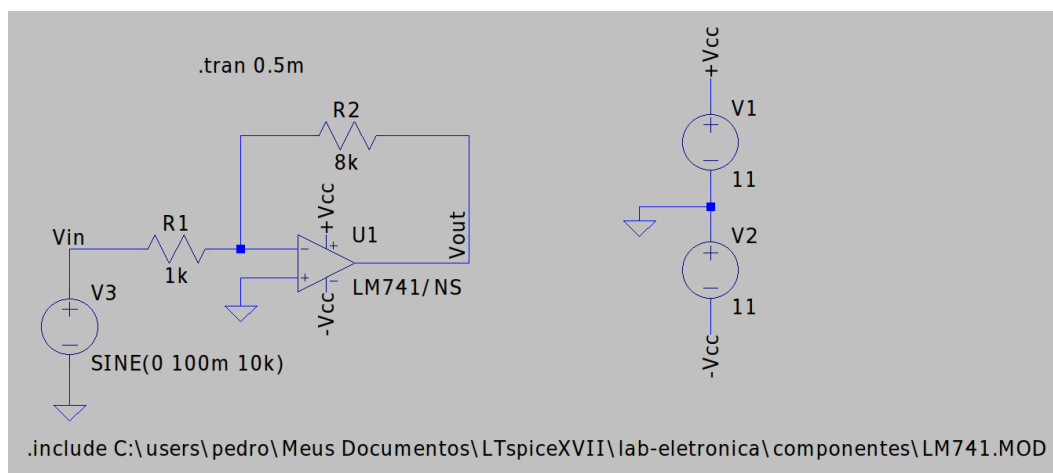 .tran 0.5m
R2
8k
+Vcc
R1
U1
Vin
1k
Vout
LM741/NS
-Vcc
V3
SINE(0 100m 10k)
+Vcc
V1
11
V2
11
-Vcc
.include C:\users\pedro\Meus Documentos\LTspiceXVII\lab-eletronica\componentes\LM741.MOD